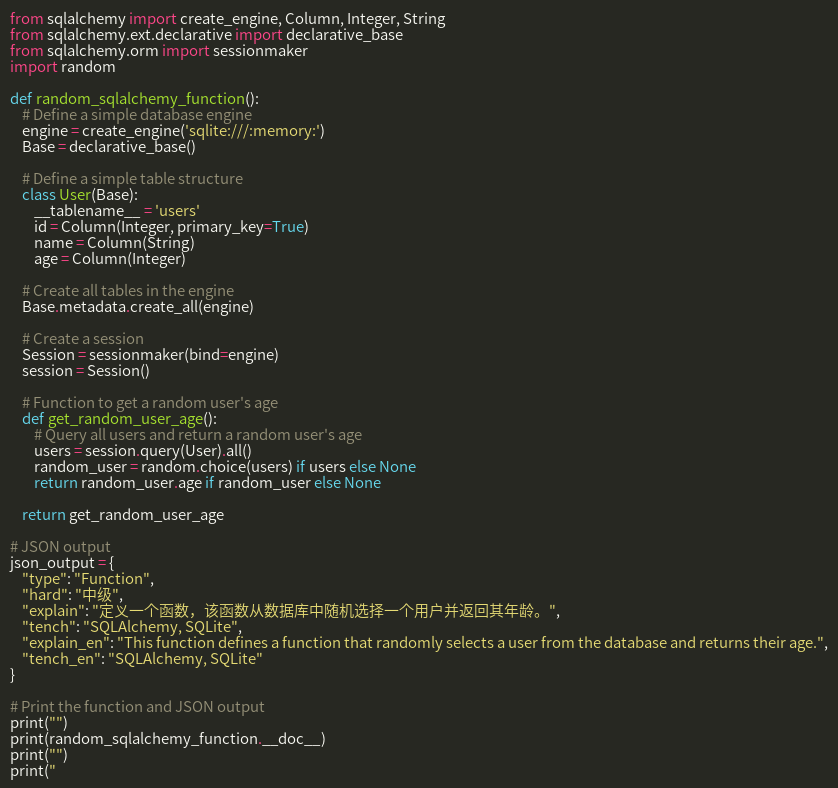 from sqlalchemy import create_engine, Column, Integer, String
from sqlalchemy.ext.declarative import declarative_base
from sqlalchemy.orm import sessionmaker
import random

def random_sqlalchemy_function():
    # Define a simple database engine
    engine = create_engine('sqlite:///:memory:')
    Base = declarative_base()

    # Define a simple table structure
    class User(Base):
        __tablename__ = 'users'
        id = Column(Integer, primary_key=True)
        name = Column(String)
        age = Column(Integer)

    # Create all tables in the engine
    Base.metadata.create_all(engine)

    # Create a session
    Session = sessionmaker(bind=engine)
    session = Session()

    # Function to get a random user's age
    def get_random_user_age():
        # Query all users and return a random user's age
        users = session.query(User).all()
        random_user = random.choice(users) if users else None
        return random_user.age if random_user else None

    return get_random_user_age

# JSON output
json_output = {
    "type": "Function",
    "hard": "中级",
    "explain": "定义一个函数，该函数从数据库中随机选择一个用户并返回其年龄。",
    "tench": "SQLAlchemy, SQLite",
    "explain_en": "This function defines a function that randomly selects a user from the database and returns their age.",
    "tench_en": "SQLAlchemy, SQLite"
}

# Print the function and JSON output
print("")
print(random_sqlalchemy_function.__doc__)
print("")
print("